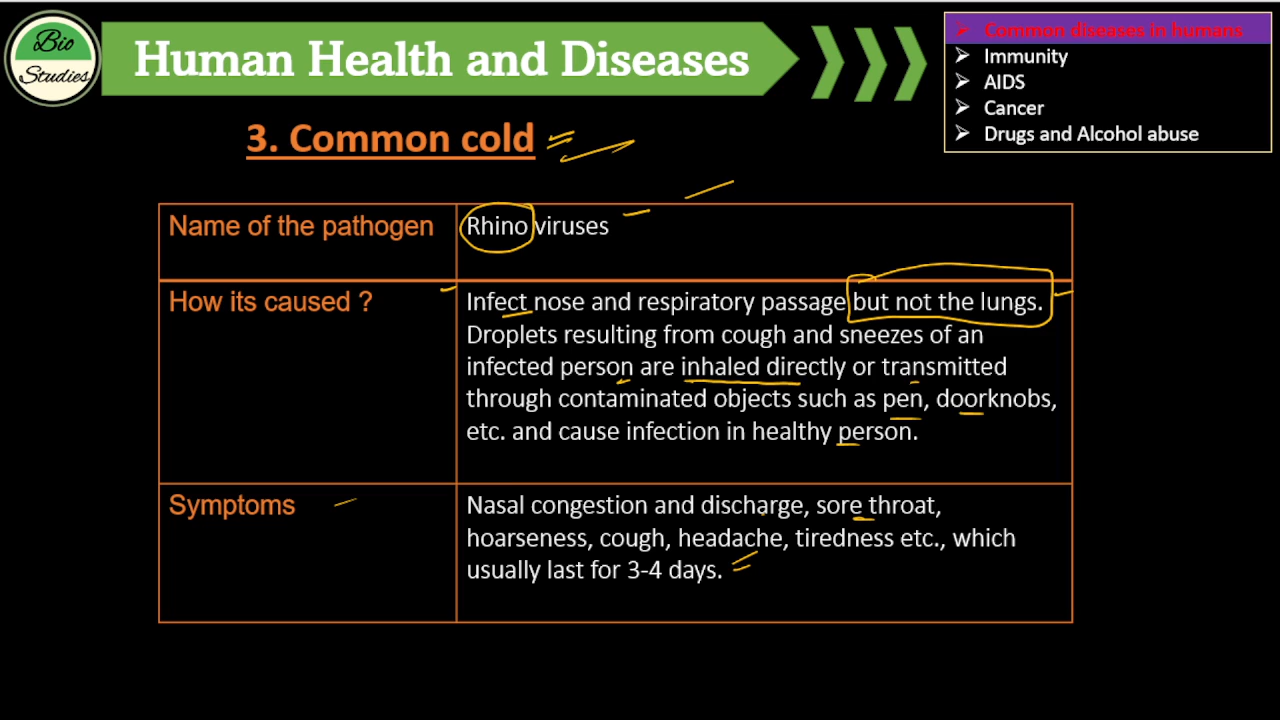 Bio
Studies
Human Health and Diseases
Common diseases in humans
Immunity
AIDS
Cancer
Drugs and Alcohol abuse
3. Common cold
Name of the pathogen
Rhino viruses
How its caused ?
Infect nose and respiratory passage but not the lungs.
Droplets resulting from cough and sneezes of an
infected person are inhaled directly or transmitted
through contaminated objects such as pen, doorknobs,
etc. and cause infection in healthy person.
Symptoms
Nasal congestion and discharge, sore throat,
hoarseness, cough, headache, tiredness etc., which
usually last for 3-4 days.